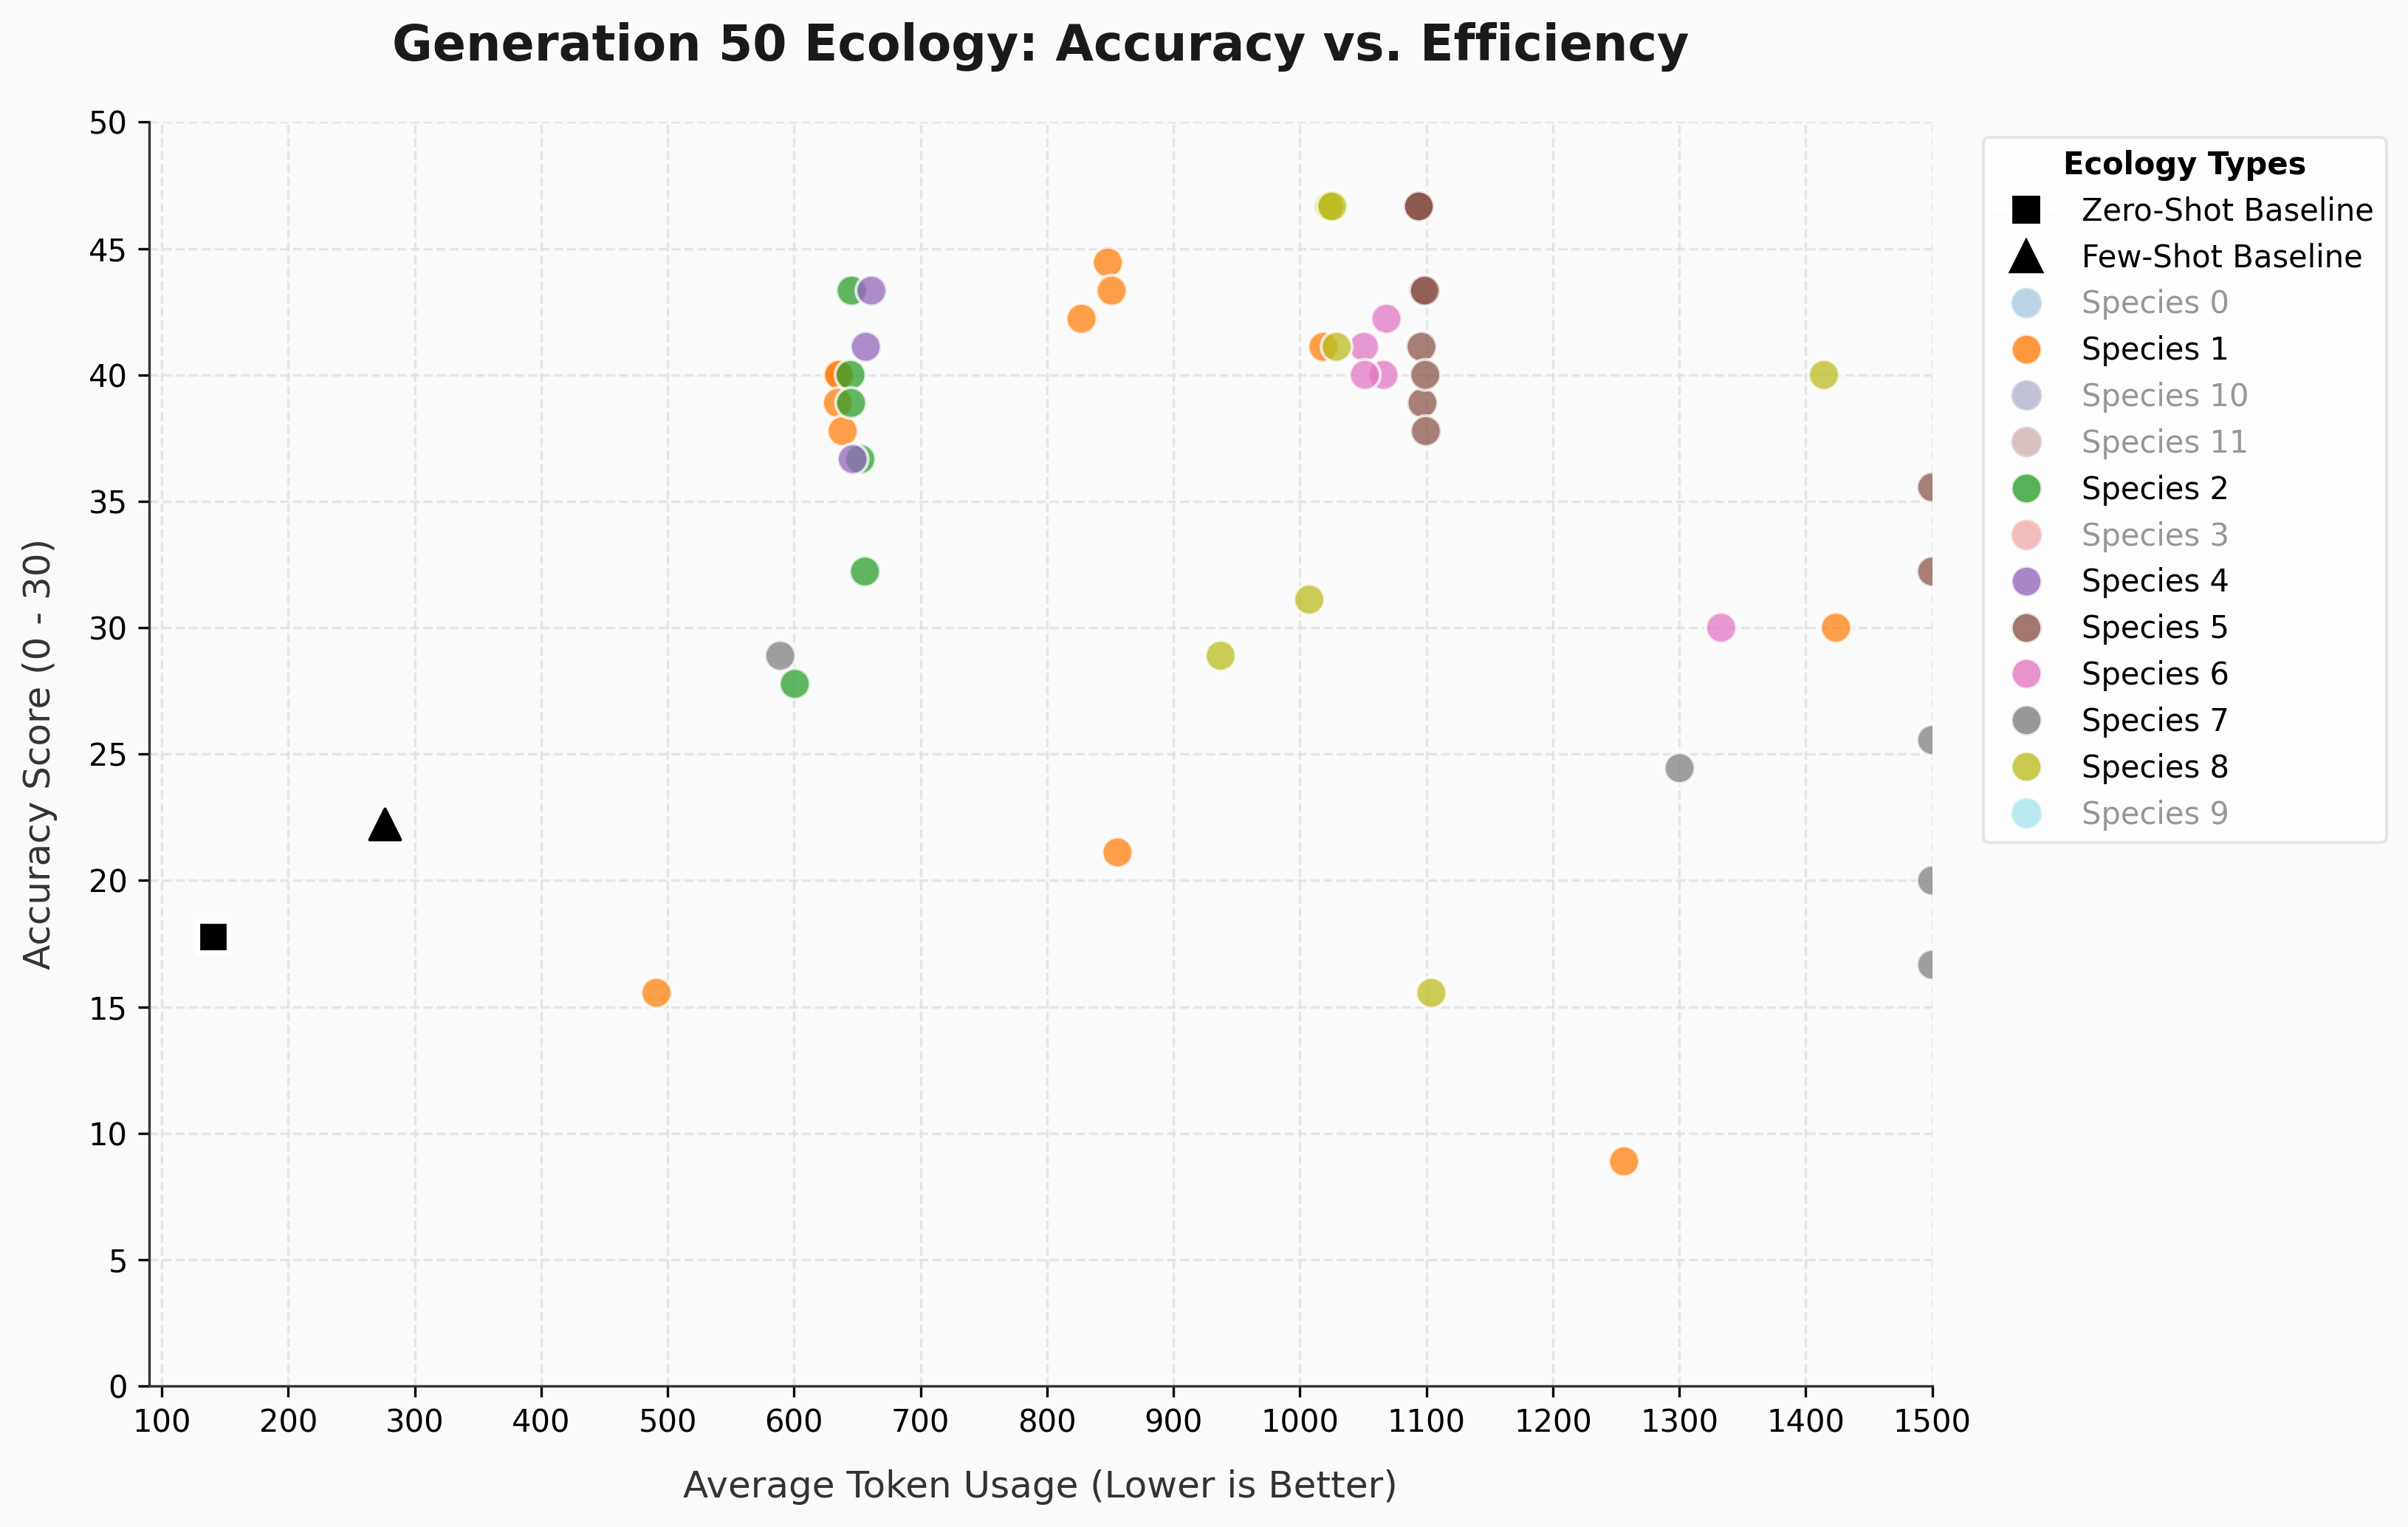 Generation 50 Ecology: Accuracy vs. Efficiency
Accuracy Score (0 - 30)
50
45
40
35
30
25
20
15
10
5
0
100 200 300 400 500 600 700 800 900 1000 1100 1200 1300 1400 1500
Average Token Usage (Lower is Better)
Ecology Types
Zero-Shot Baseline
Few-Shot Baseline
Species 0
Species 1
Species 10
Species 11
Species 2
Species 3
Species 4
Species 5
Species 6
Species 7
Species 8
Species 9